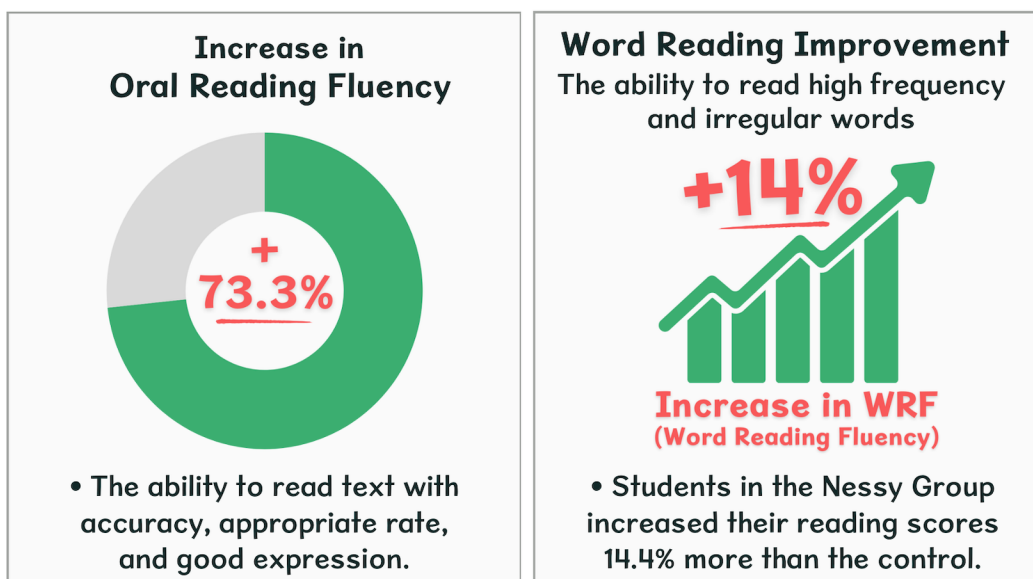 Increase in
Oral Reading Fluency
+
73.3%
• The ability to read text with
accuracy, appropriate rate,
and good expression.
Word Reading Improvement
The ability to read high frequency
and irregular words
+14%
Increase in WRF
(Word Reading Fluency)
• Students in the Nessy Group
increased their reading scores
14.4% more than the control.